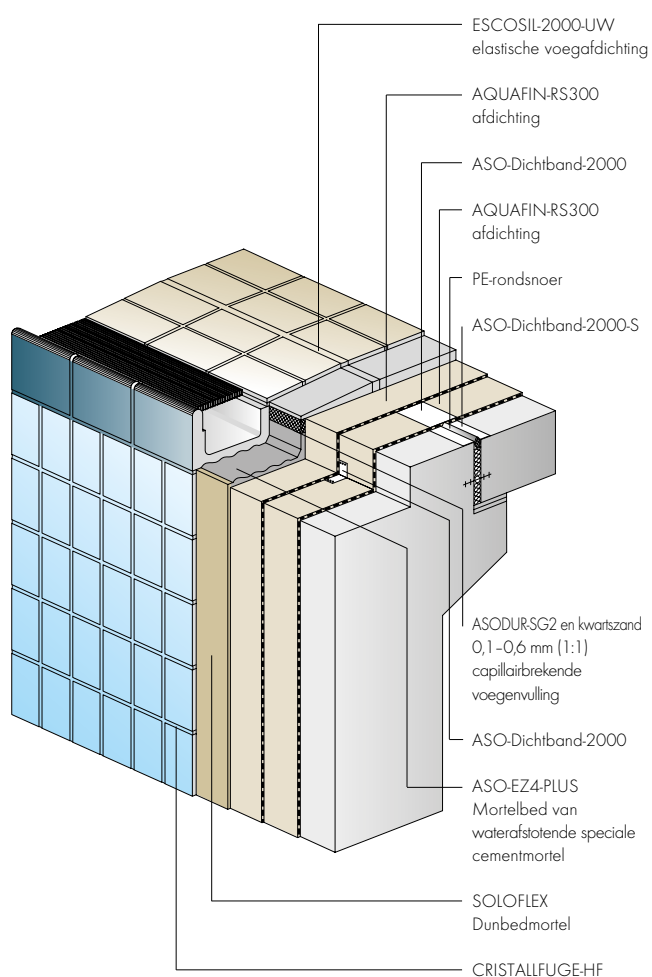 ESCOSIL-2000-UW
elastische voegafdichting
AQUAFIN-RS300
afdichting
ASO-Dichtband-2000
AQUAFIN-RS300
afdichting
PE-rondsnoer
ASO-Dichtband-2000-S
ASODUR-SG2 en kwartszand
0,1–0,6 mm (1:1)
capillairbrekende
voegenvulling
ASO-Dichtband-2000
ASO-EZ4-PLUS
Mortelbed van
waterafstotende speciale
cementmortel
SOLOFLEX
Dunbedmortel
CRISTALLFUGE-HF